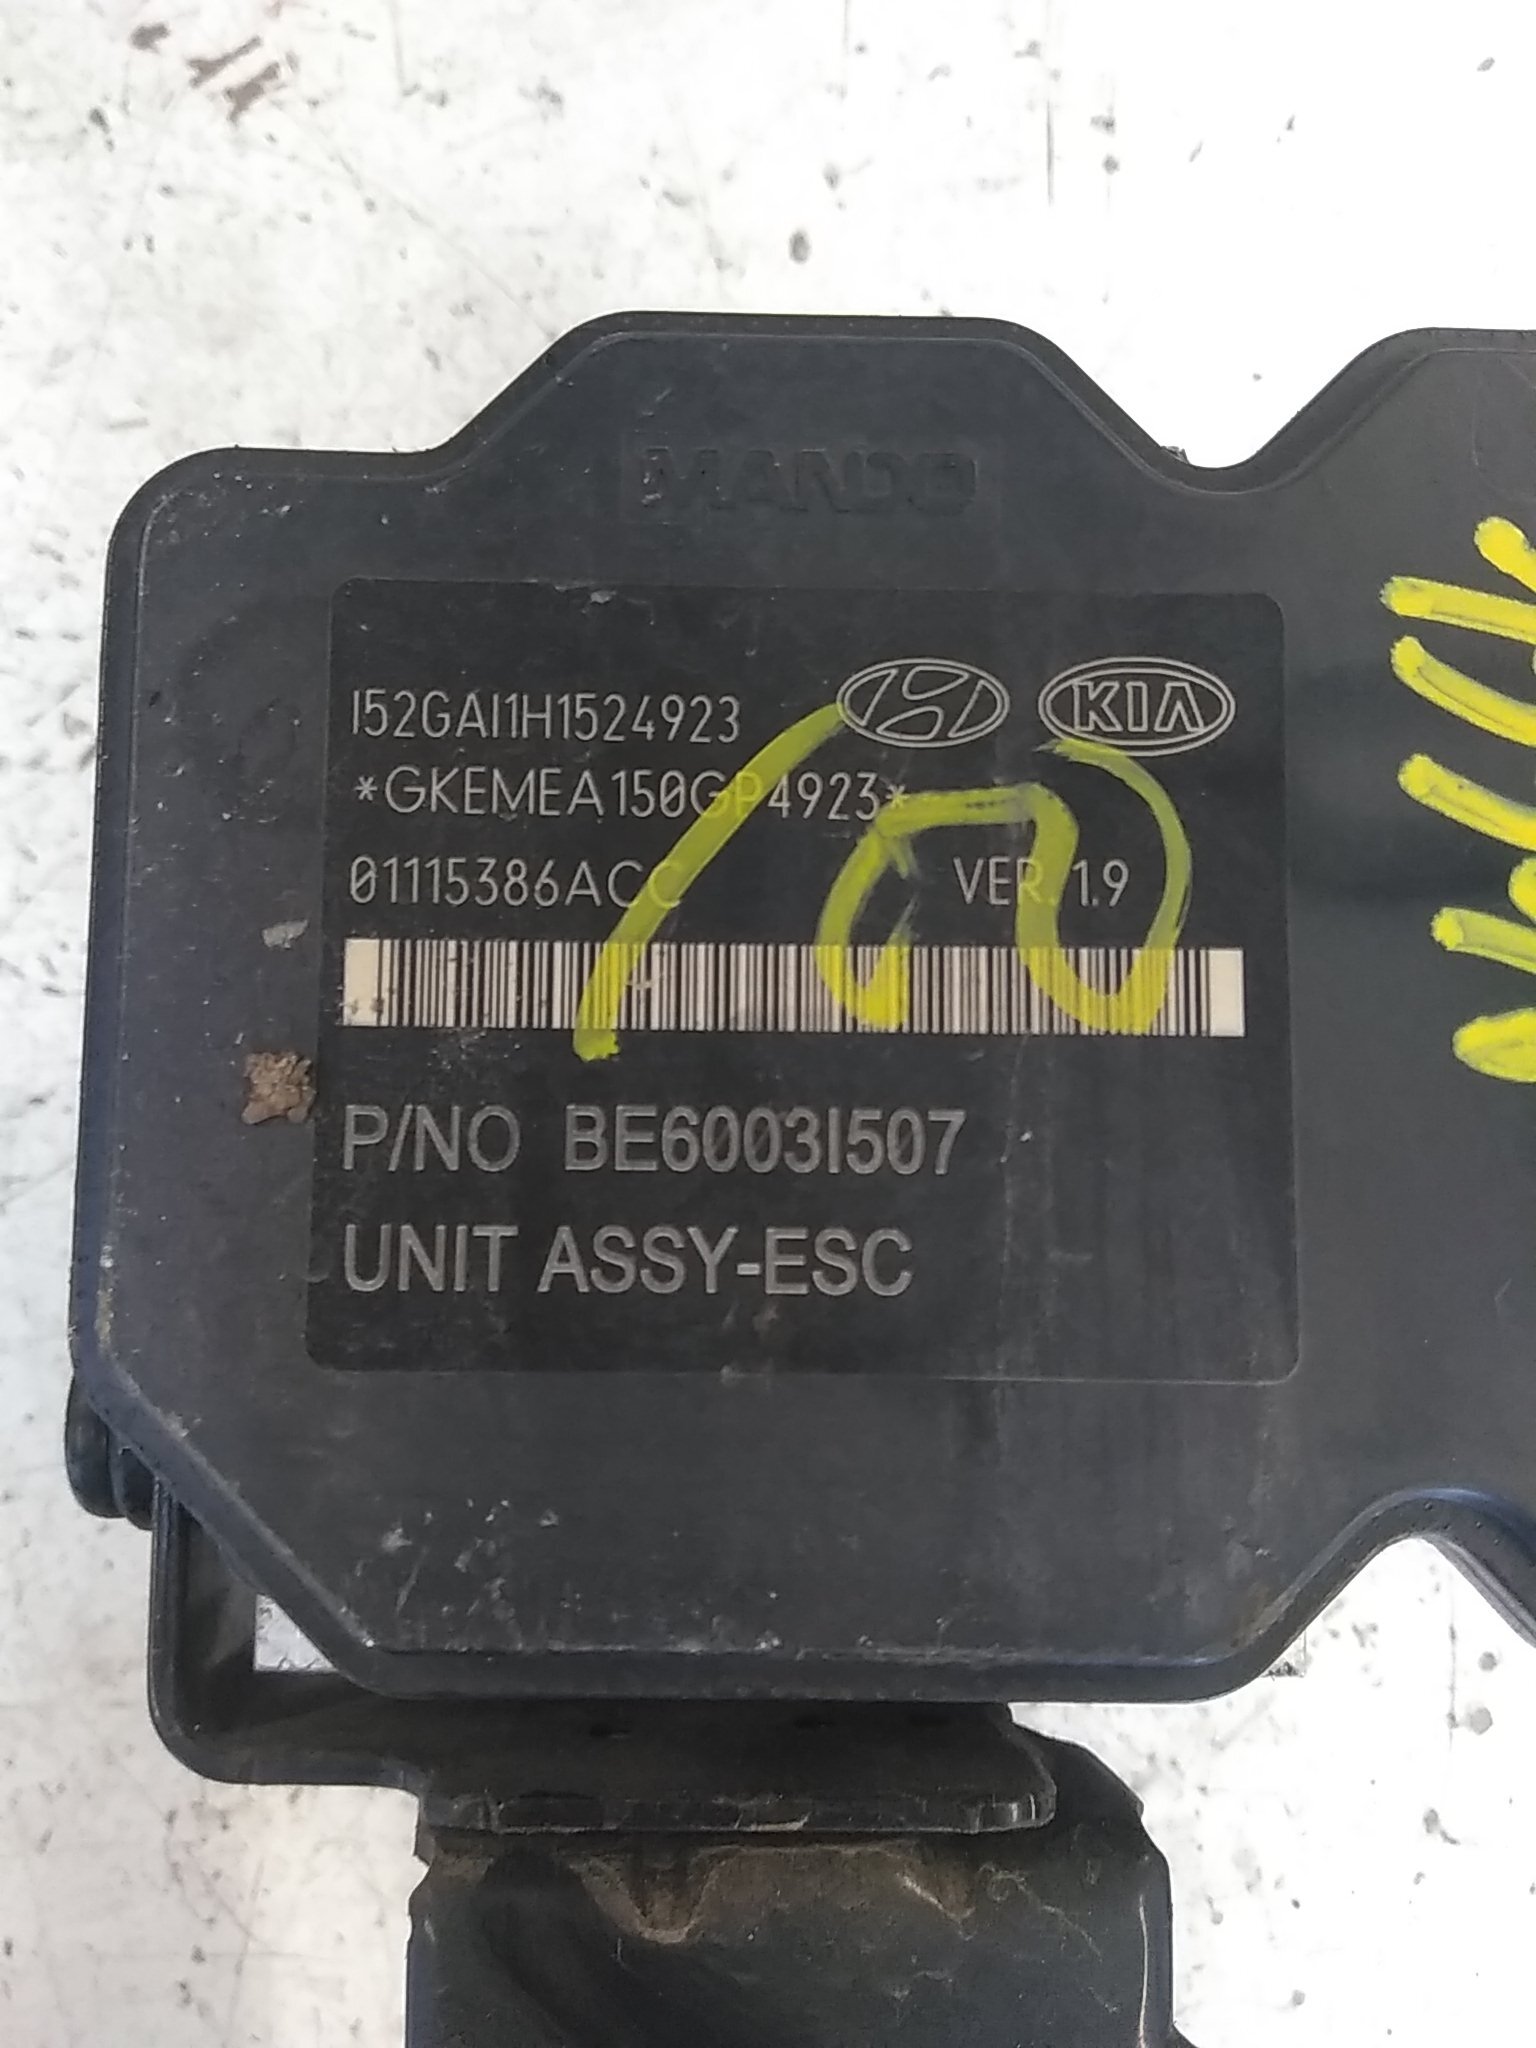 MANDO
I52GAI1H1524923
KIA
*GKEMEA150GP4923*
01115386ACC VER. 1.9
P/NO BE6003I507
UNIT ASSY-ESC